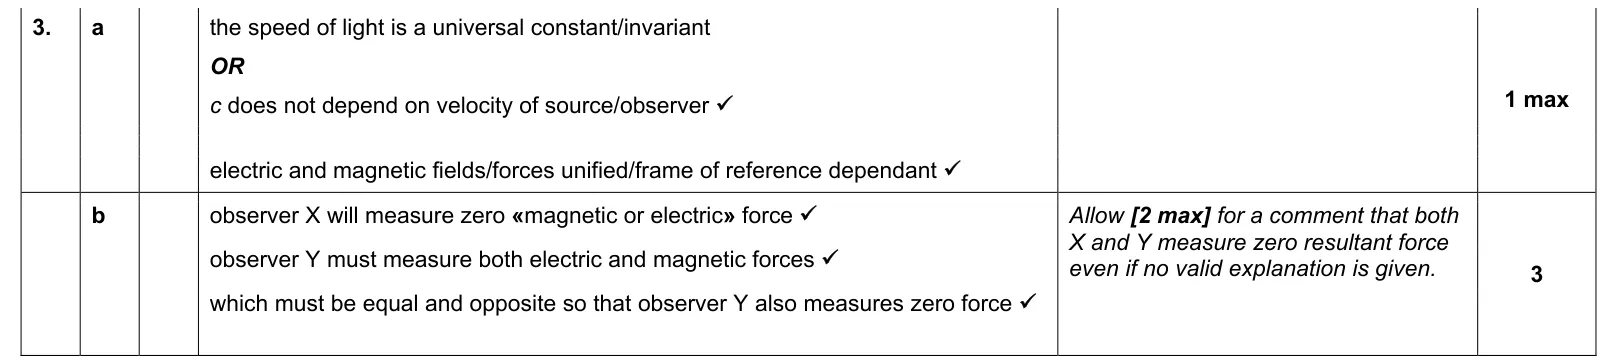 3. a the speed of light is a universal constant/invariant
OR
c does not depend on velocity of source/observer ✓
1 max
electric and magnetic fields/forces unified/frame of reference dependant ✓
b observer X will measure zero «magnetic or electric» force ✓
observer Y must measure both electric and magnetic forces ✓
which must be equal and opposite so that observer Y also measures zero force ✓
Allow [2 max] for a comment that both
X and Y measure zero resultant force
even if no valid explanation is given.
3